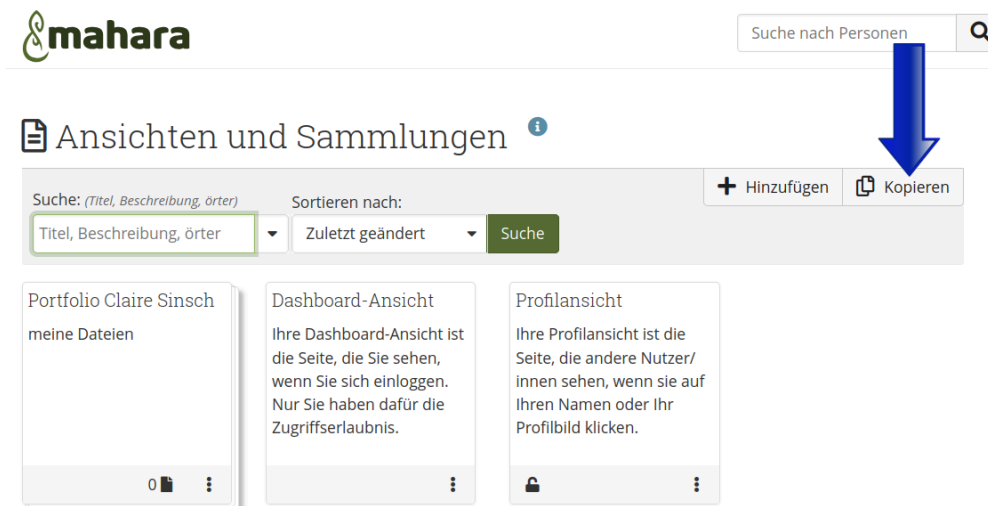 mahara
Suche nach Personen
Ansichten und Sammlungen
Hinzufügen
Kopieren
Suche: (Titel, Beschreibung, örter)
Sortieren nach:
Titel, Beschreibung, örter
Zuletzt geändert
Suche
Portfolio Claire Sinsch
meine Dateien
0
Dashboard-Ansicht
Ihre Dashboard-Ansicht ist
die Seite, die Sie sehen,
wenn Sie sich einloggen.
Nur Sie haben dafür die
Zugriffserlaubnis.
Profilansicht
Ihre Profilansicht ist die
Seite, die andere Nutzer/
innen sehen, wenn sie auf
Ihren Namen oder Ihr
Profilbild klicken.